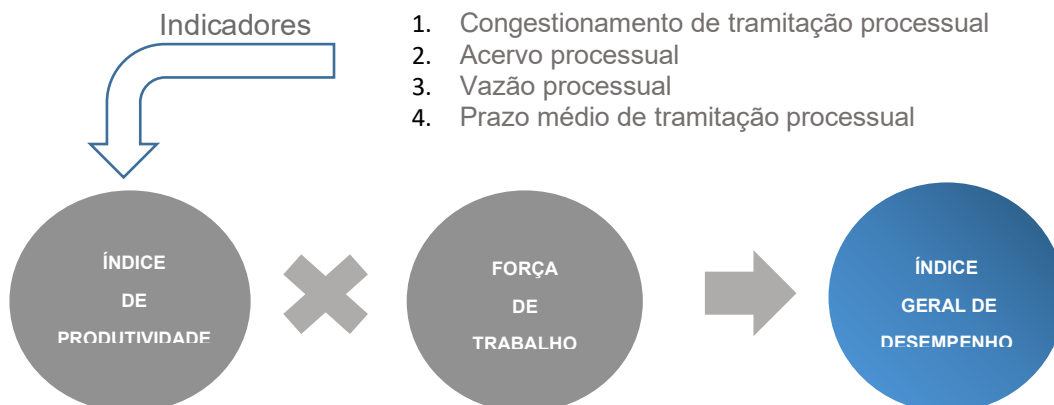 Indicadores
1. Congestionamento de tramitação processual
2. Acervo processual
3. Vazão processual
4. Prazo médio de tramitação processual
ÍNDICE
DE
PRODUTIVIDADE
FORÇA
DE
TRABALHO
ÍNDICE
GERAL DE
DESEMPENHO